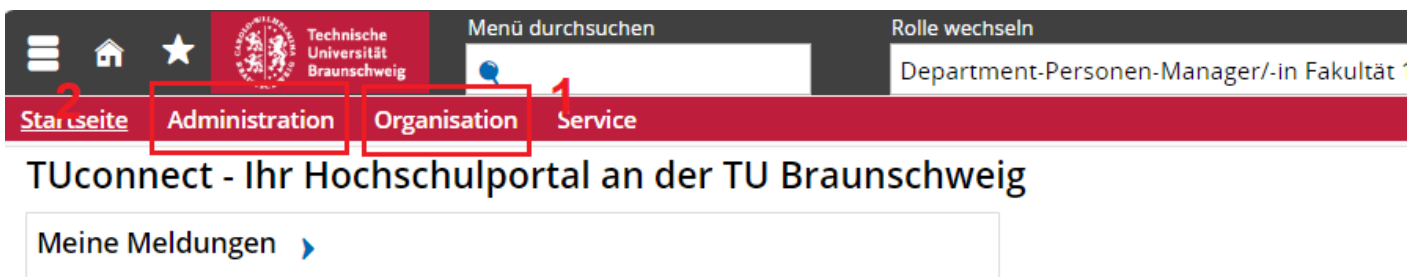 Technische
Universität
Braunschweig
Menü durchsuchen
Rolle wechseln
Department-Personen-Manager/-in Fakultät 1
2
1
Startseite Administration Organisation Service
TUconnect - Ihr Hochschulportal an der TU Braunschweig
Meine Meldungen